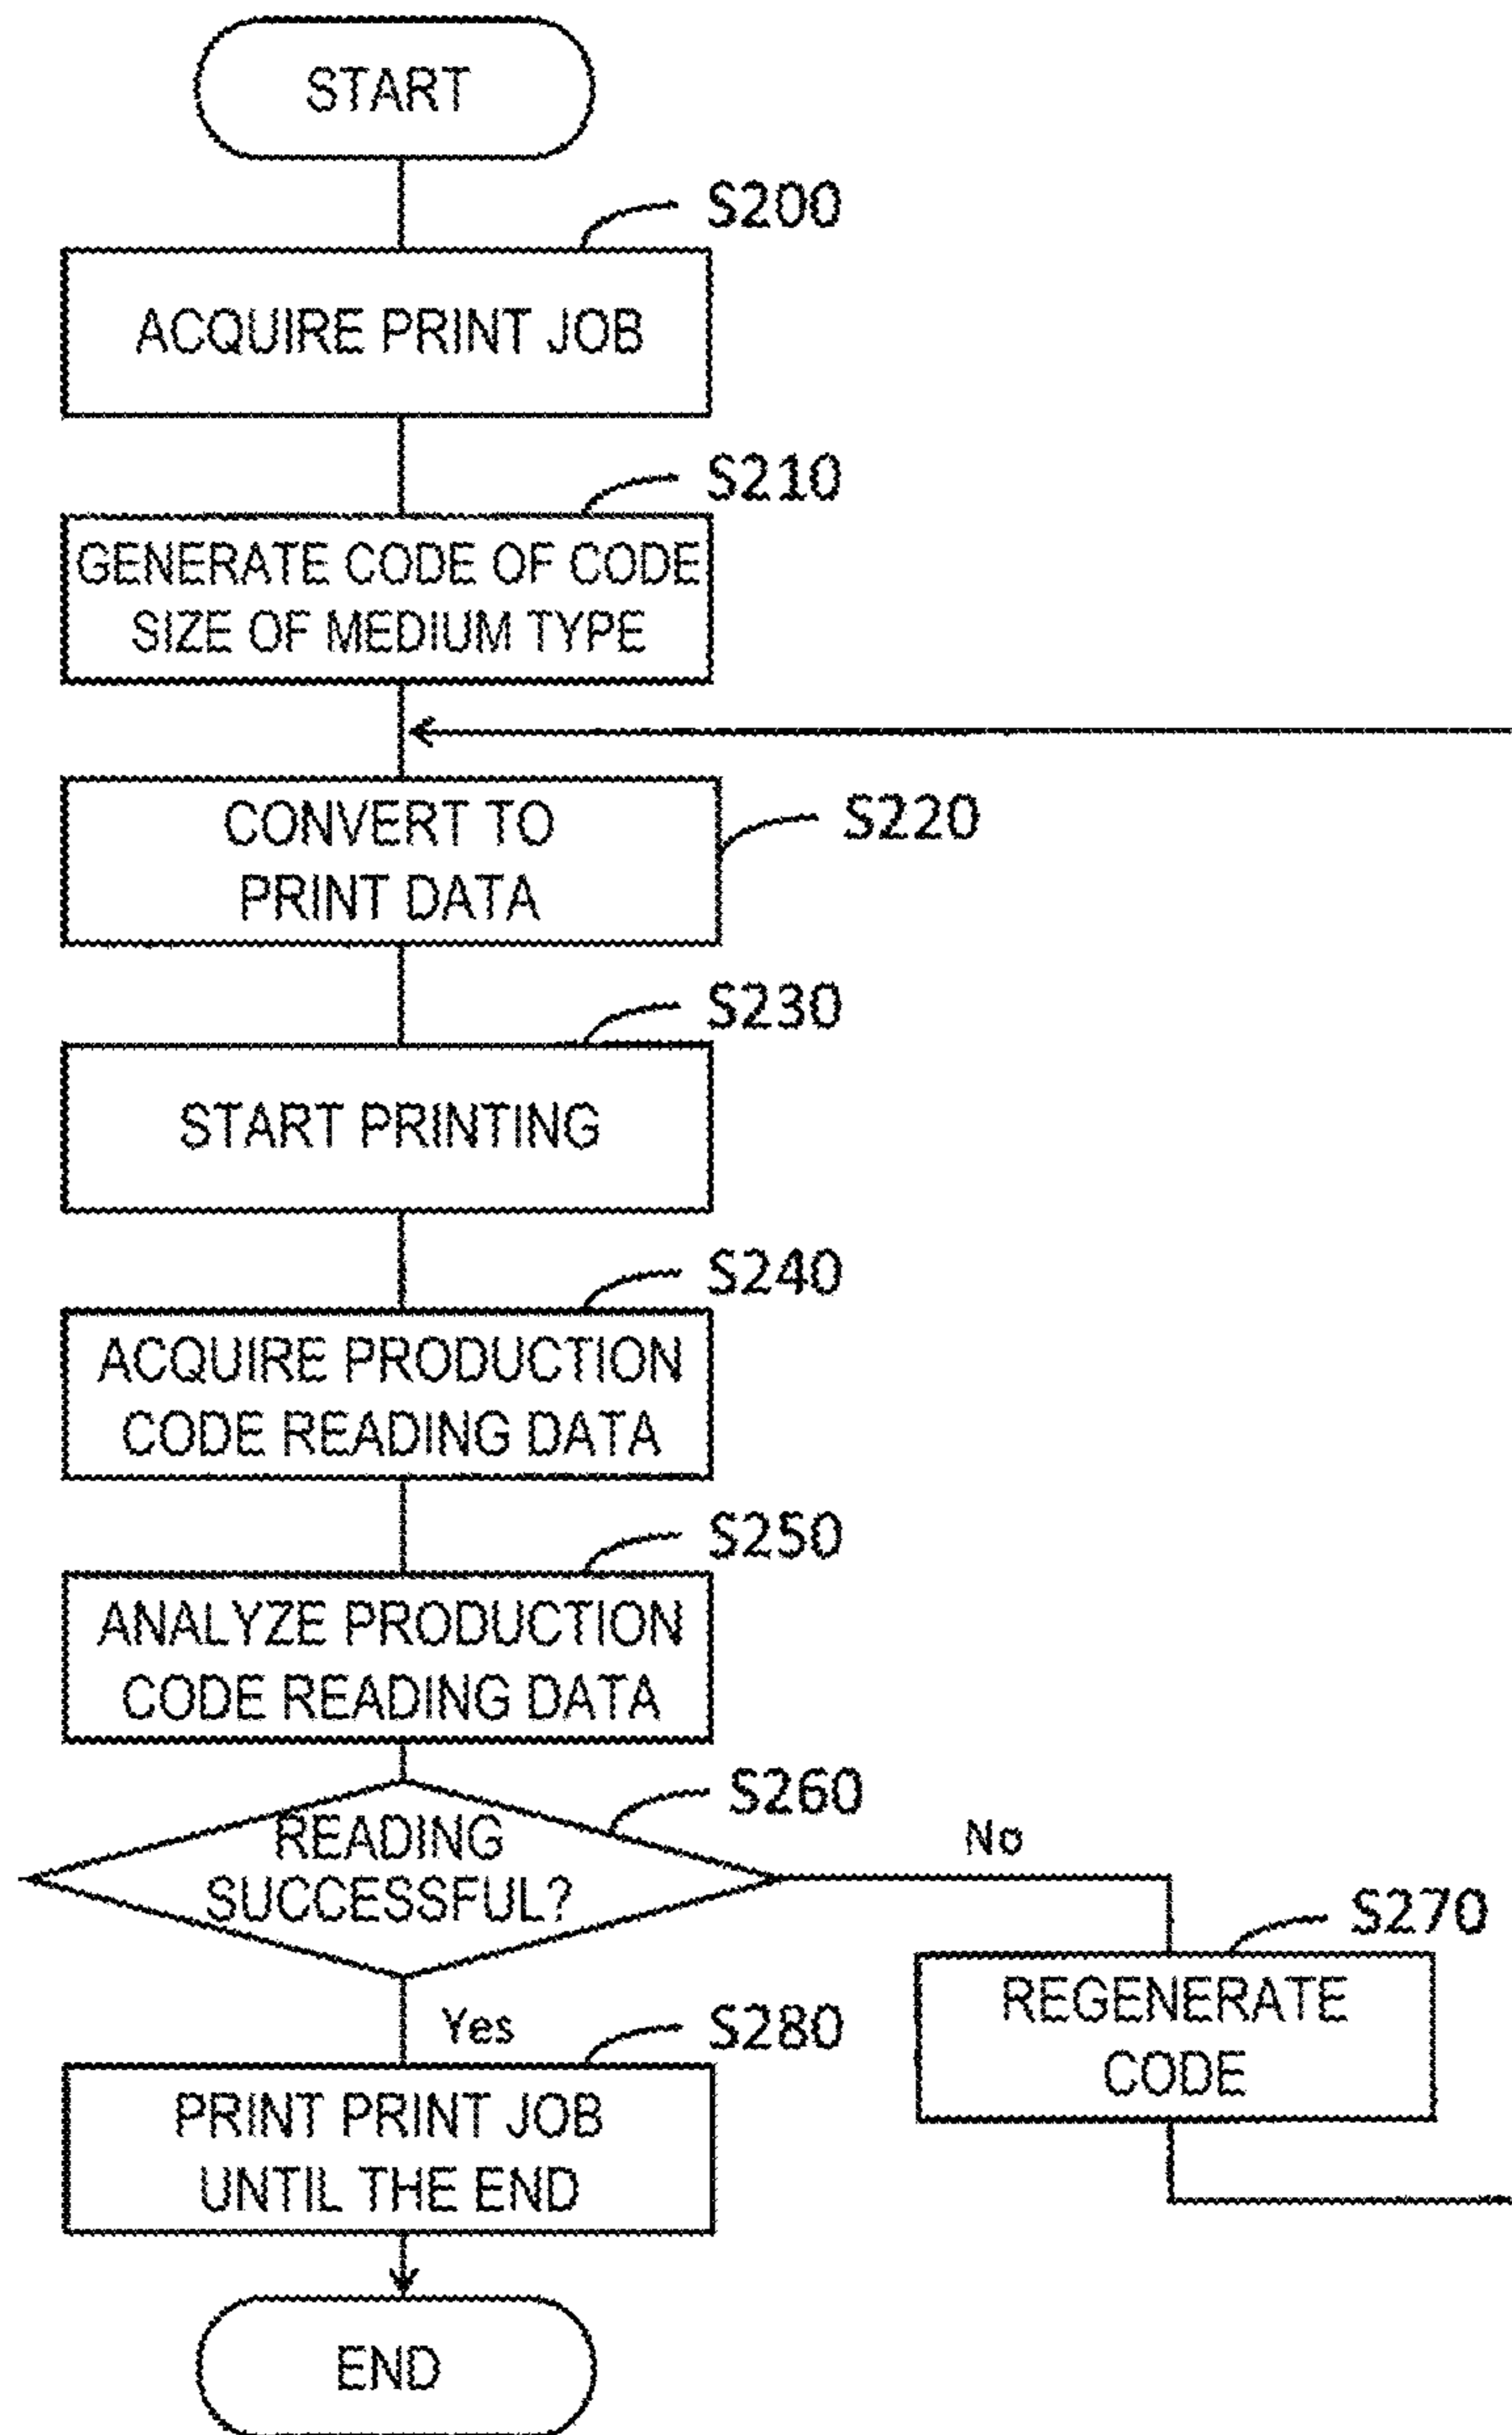 START
S200
ACQUIRE PRINT JOB
S210
GENERATE CODE OF CODE
SIZE OF MEDIUM TYPE
CONVERT TO
PRINT DATA
S220
S230
START PRINTING
S240
ACQUIRE PRODUCTION
CODE READING DATA
S250
ANALYZE PRODUCTION
CODE READING DATA
S260
READING
SUCCESSFUL?
No
S270
REGENERATE
CODE
Yes
S280
PRINT PRINT JOB
UNTIL THE END
END